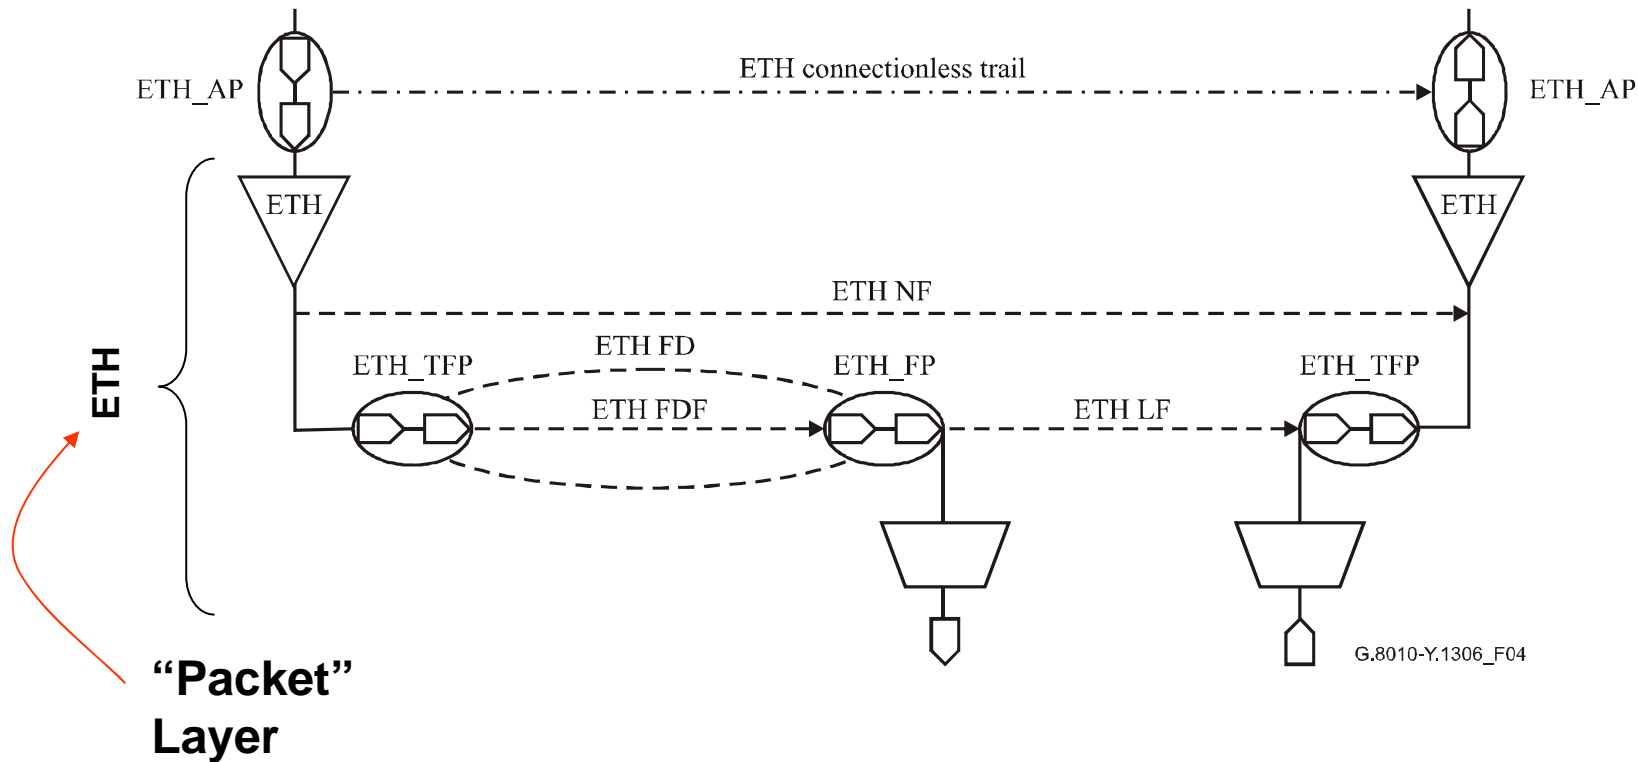 ETH connectionless trail
ETH_AP
ETH_AP
ETH
ETH
ETH NF
ETH FD
ETH_TFP
ETH_FP
ETH_TFP
ETH FDF
ETH LF
ETH
G.8010-Y.1306_F04
“Packet”
Layer